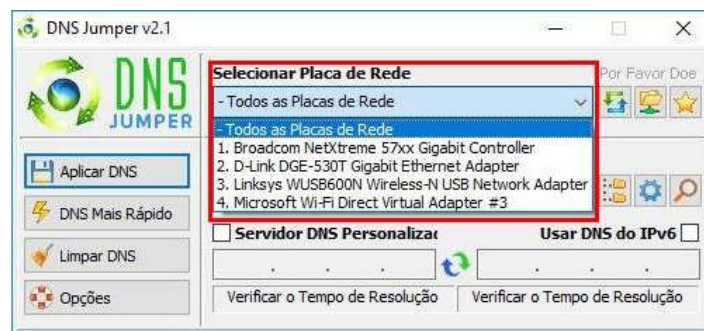 DNS Jumper v2.1
DNS
JUMPER
Selecionar Placa de Rede
Por Favor Doe
- Todos as Placas de Rede
- Todos as Placas de Rede
1. Broadcom NetXtreme 57xx Gigabit Controller
2. D-Link DGE-530T Gigabit Ethernet Adapter
3. Linksys WUSB600N Wireless-N USB Network Adapter
4. Microsoft Wi-Fi Direct Virtual Adapter #3
Aplicar DNS
DNS Mais Rápido
Limpar DNS
Opções
Servidor DNS Personalizac
Usar DNS do IPv6
Verificar o Tempo de Resolução
Verificar o Tempo de Resolução